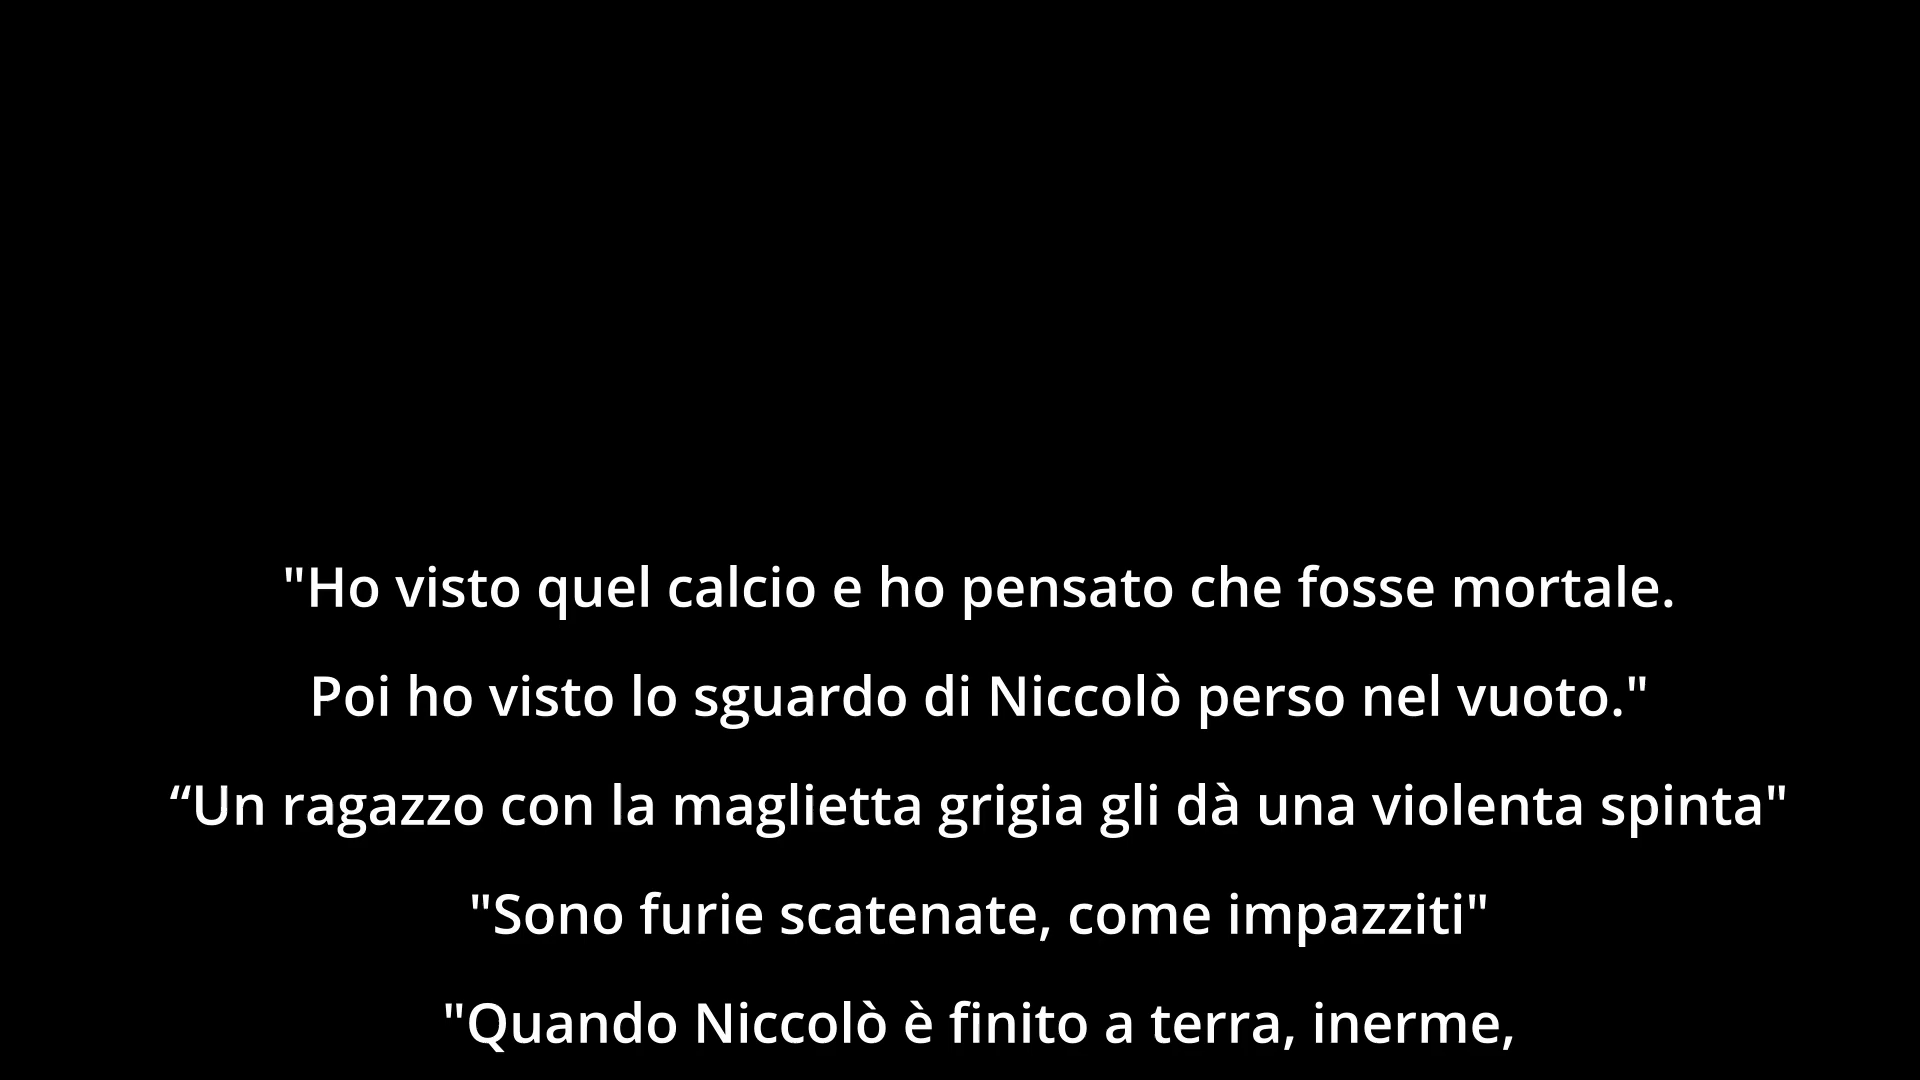 "Ho visto quel calcio e ho pensato che fosse mortale.
Poi ho visto lo sguardo di Niccolò perso nel vuoto."
“Un ragazzo con la maglietta grigia gli dà una violenta spinta"
"Sono furie scatenate, come impazziti"
"Quando Niccolò è finito a terra, inerme,